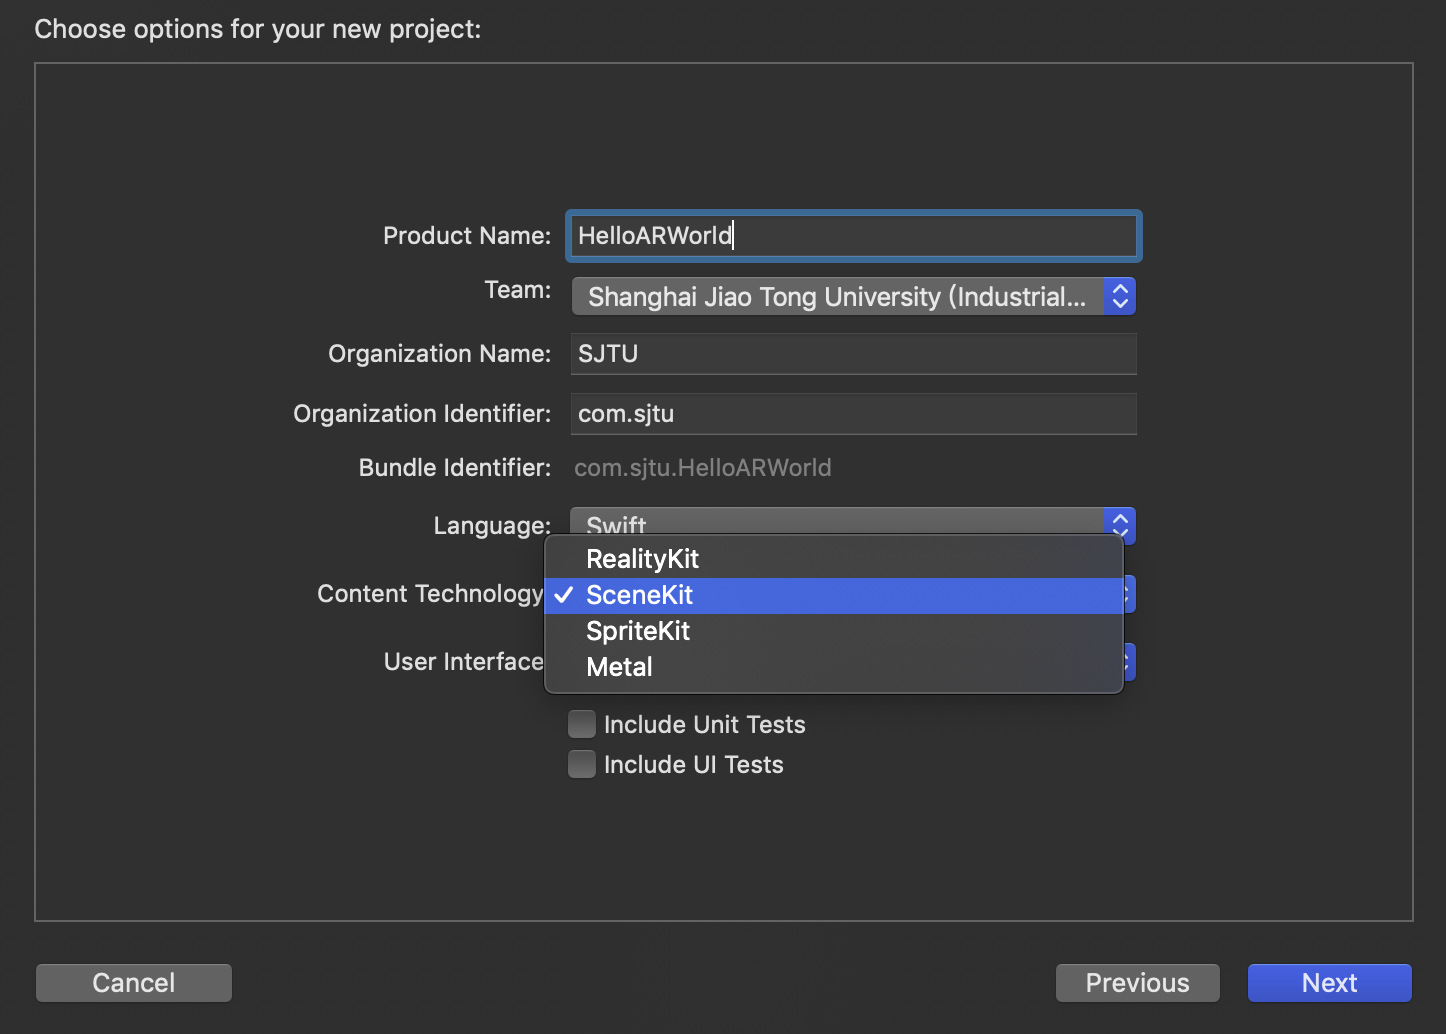 Choose options for your new project:
Product Name: HelloARWorld
Team: Shanghai Jiao Tong University (Industrial...
Organization Name: SJTU
Organization Identifier: com.sjtu
Bundle Identifier: com.sjtu.HelloARWorld
Language: Swift
RealityKit
Content Technology ✓ SceneKit
SpriteKit
User Interface Metal
Include Unit Tests
Include UI Tests
Cancel Previous Next